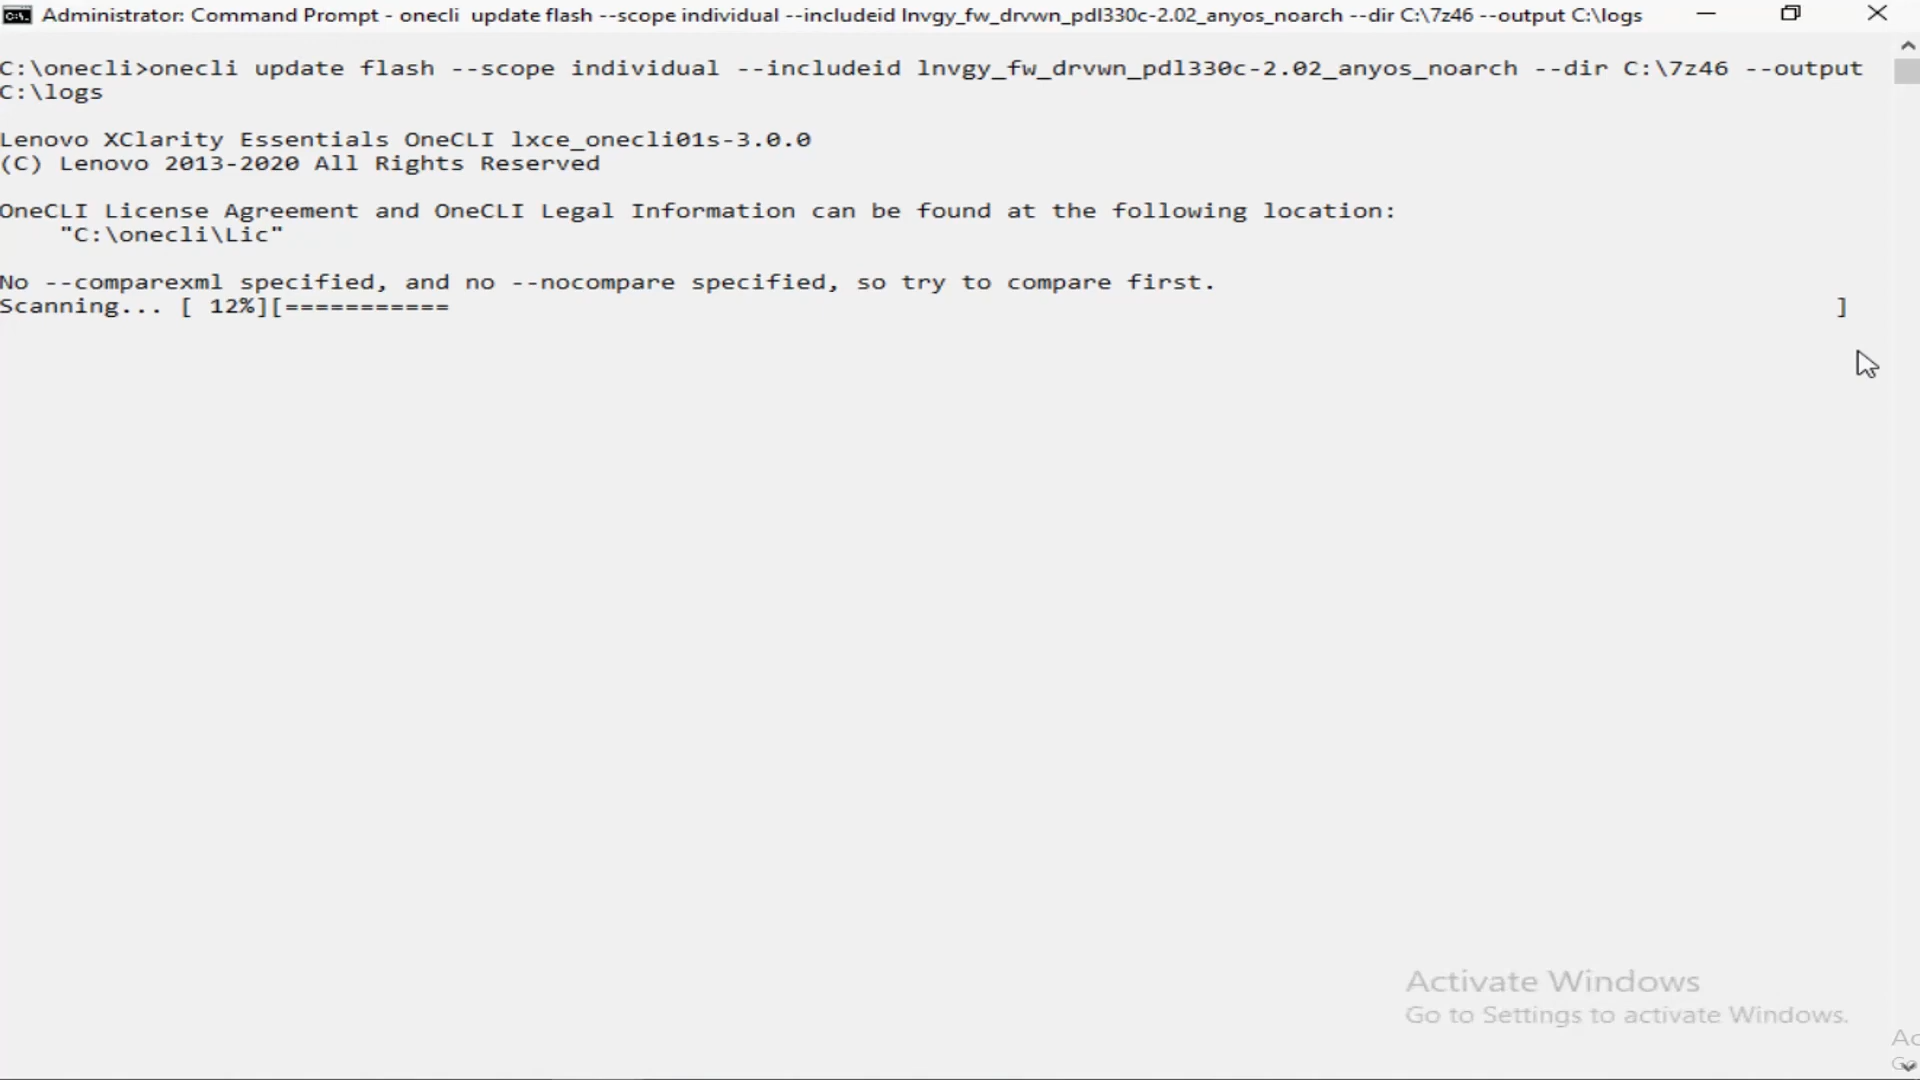 Administrator: Command Prompt - onecli  update flash --scope individual --includeid lnvgy_fw_drvwn_pdl330c-2.02_anyos_noarch --dir C:\7z46 --output C:\logs
C:\onecli>onecli update flash --scope individual --includeid lnvgy_fw_drvwn_pdl330c-2.02_anyos_noarch --dir C:\7z46 --output
C:\logs
Lenovo XClarity Essentials OneCLI lxce_onecli01s-3.0.0
(C) Lenovo 2013-2020 All Rights Reserved
OneCLI License Agreement and OneCLI Legal Information can be found at the following location:
"C:\onecli\Lic"
No --comparexml specified, and no --nocompare specified, so try to compare first.
Scanning... [ 12%][=========== ]
Activate Windows
Go to Settings to activate Windows.